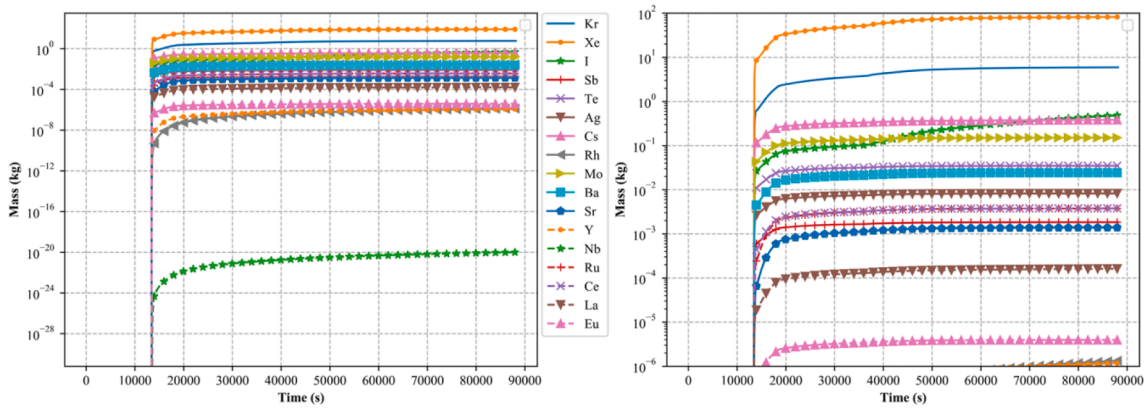 10^0
10^-4
10^-8
10^-12
10^-16
10^-20
10^-24
10^-28
Mass (kg)
0 10000 20000 30000 40000 50000 60000 70000 80000 90000
Time (s)
Kr
Xe
I
Sb
Te
Ag
Cs
Rh
Mo
Ba
Sr
Y
Nb
Ru
Ce
La
Eu
10^2
10^1
10^0
10^-1
10^-2
10^-3
10^-4
10^-5
10^-6
Mass (kg)
0 10000 20000 30000 40000 50000 60000 70000 80000 90000
Time (s)